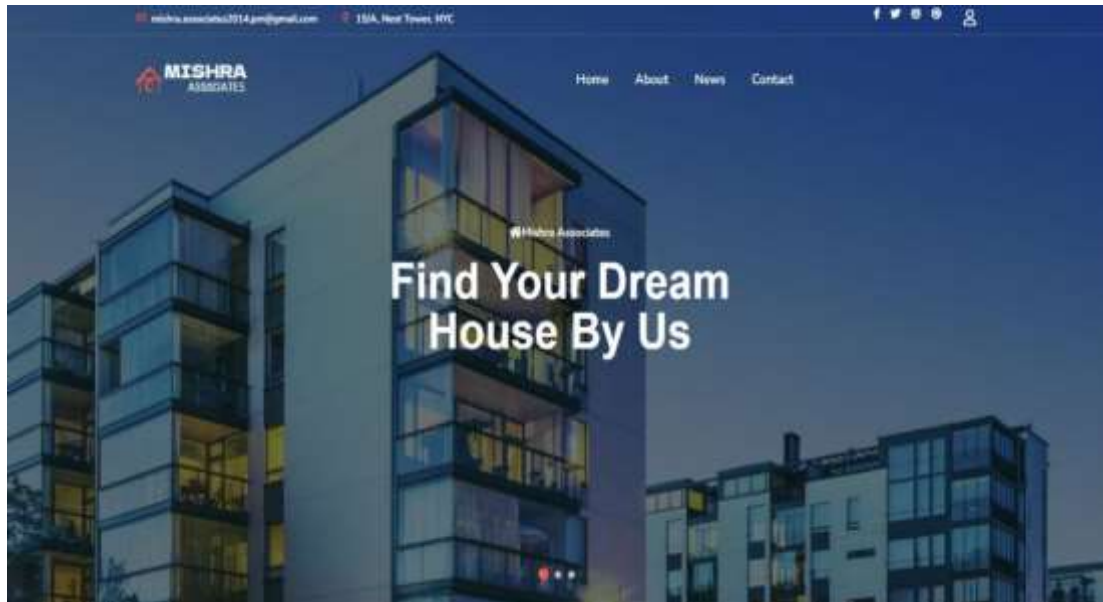 mishra.associates2014.pm@gmail.com 15/A, Nest Tower, NYC
MISHRA
ASSOCIATES
Home About News Contact
Mishra Associates
Find Your Dream
House By Us